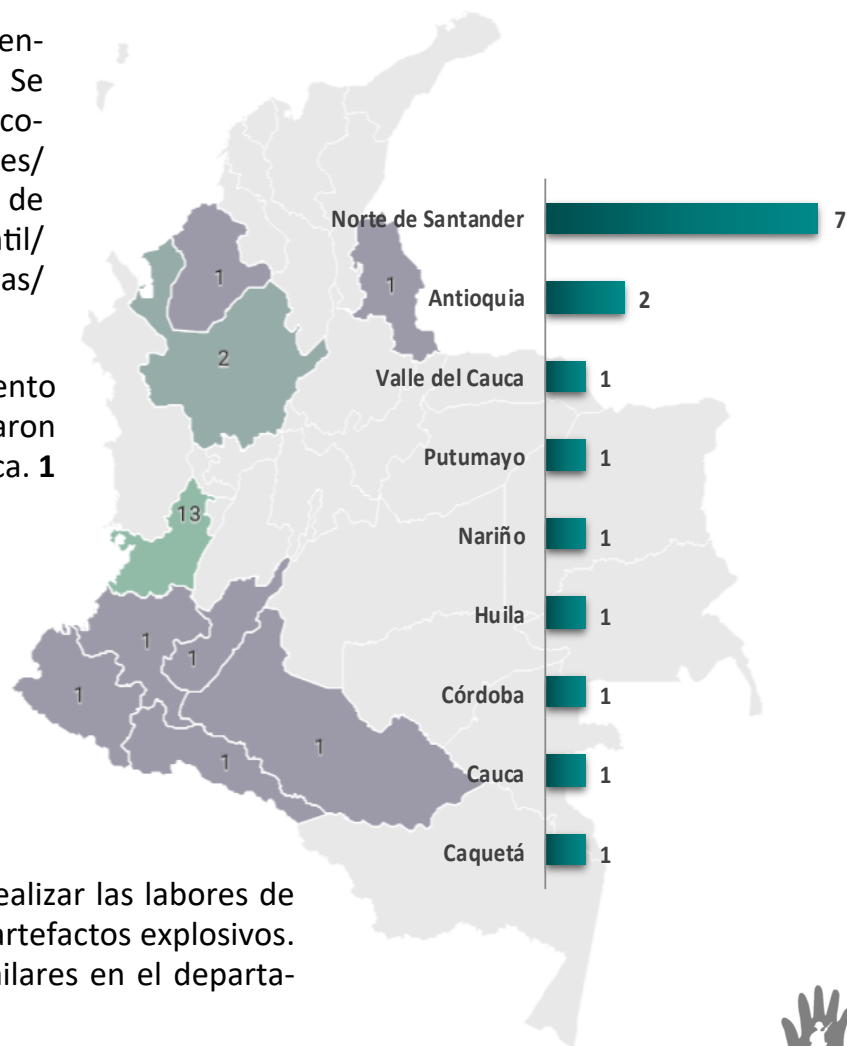 en-
Se
co-
es/
de
til/
as/
ento
aron
ca. 1
Norte de Santander 7
Antioquia 2
Valle del Cauca 1
Putumayo 1
Nariño 1
Huila 1
Córdoba 1
Cauca 1
Caquetá 1
1
1
2
13
1
1
1
1
1
ealizar las labores de
artefactos explosivos.
ilares en el departa-